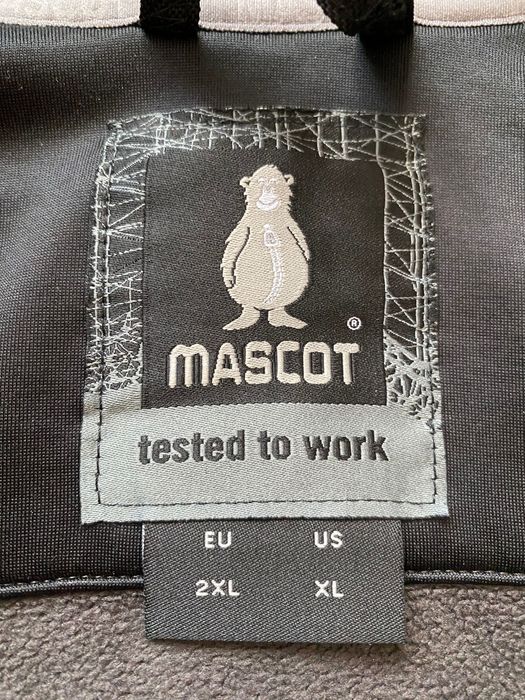 ®
MASCOT
tested to work
EU US
2XL XL